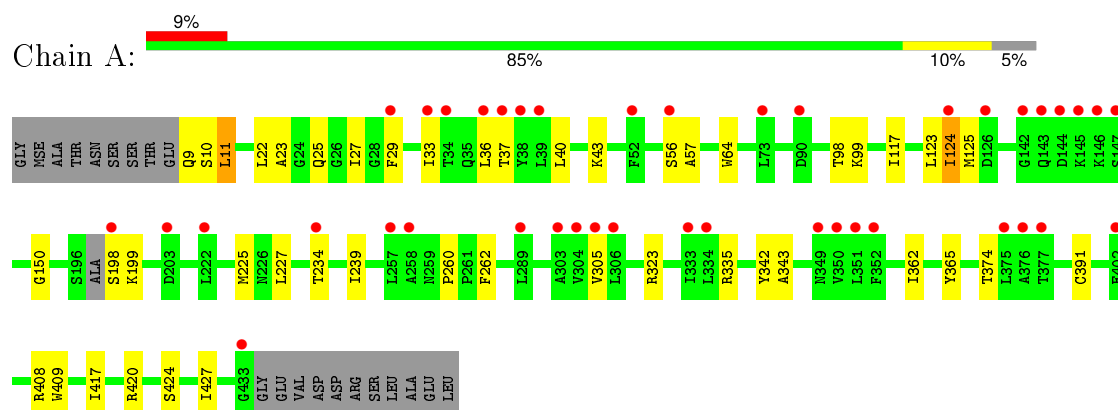 9%
Chain A:
85% 10% 5%
GLY MSE ALA THR ASN SER SER THR GLU Q9 S10 L11 L22 A23 G24 Q25 G26 I27 G28 F29 I33 T34 Q35 L36 T37 Y38 L39 L40 K43 F52 S56 A57 W64 L73 D90 T98 K99 I117 L123 I124 M125 D126 G142 Q143 D144 K145 K146 S147
G150 S196 ALA S198 K199 D203 L222 M225 N226 L227 T234 I239 L257 A258 N259 P260 P261 F262 L289 A303 V304 V305 L306 R323 I333 L334 R335 Y342 A343 N349 V350 L351 F352 I362 Y365 T374 L375 A376 T377 C391
R408 W409 I417 R420 S424 I427 G433 GLY GLU VAL ASP ASP ARG SER LEU ALA GLU LEU